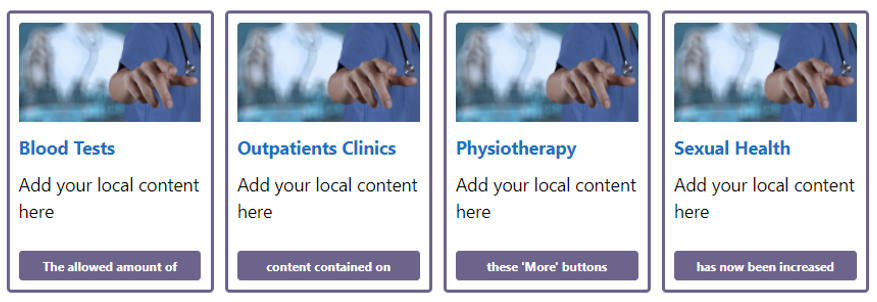 Blood Tests
Add your local content
here
The allowed amount of
Outpatients Clinics
Add your local content
here
content contained on
Physiotherapy
Add your local content
here
these 'More' buttons
Sexual Health
Add your local content
here
has now been increased